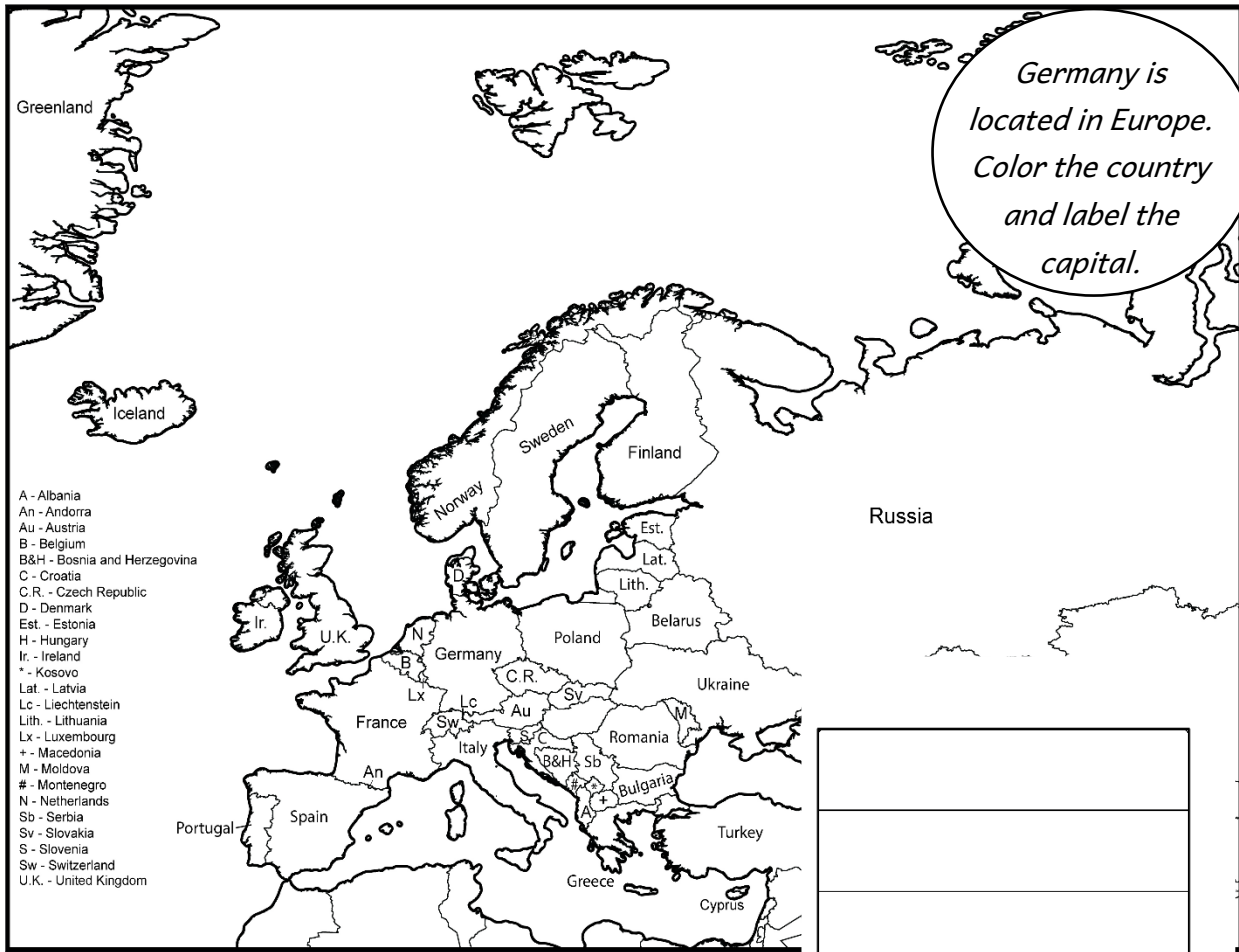 Germany is
located in Europe.
Color the country
and label the
capital.
Greenland
Iceland
Sweden
Finland
Norway
Russia
Est.
Lat.
Lith.
D
Belarus
Ir.
U.K.
N
Poland
Germany
B
C.R.
Ukraine
Lx
Sv
Lc
Au
M
France
Sw
S
C
Romania
Italy
B&H
Sb
An
#
*
Bulgaria
+
A
Portugal
Spain
Turkey
Greece
Cyprus
A - Albania
An - Andorra
Au - Austria
B - Belgium
B&H - Bosnia and Herzegovina
C - Croatia
C.R. - Czech Republic
D - Denmark
Est. - Estonia
H - Hungary
Ir. - Ireland
* - Kosovo
Lat. - Latvia
Lc - Liechtenstein
Lith. - Lithuania
Lx - Luxembourg
+ - Macedonia
M - Moldova
# - Montenegro
N - Netherlands
Sb - Serbia
Sv - Slovakia
S - Slovenia
Sw - Switzerland
U.K. - United Kingdom